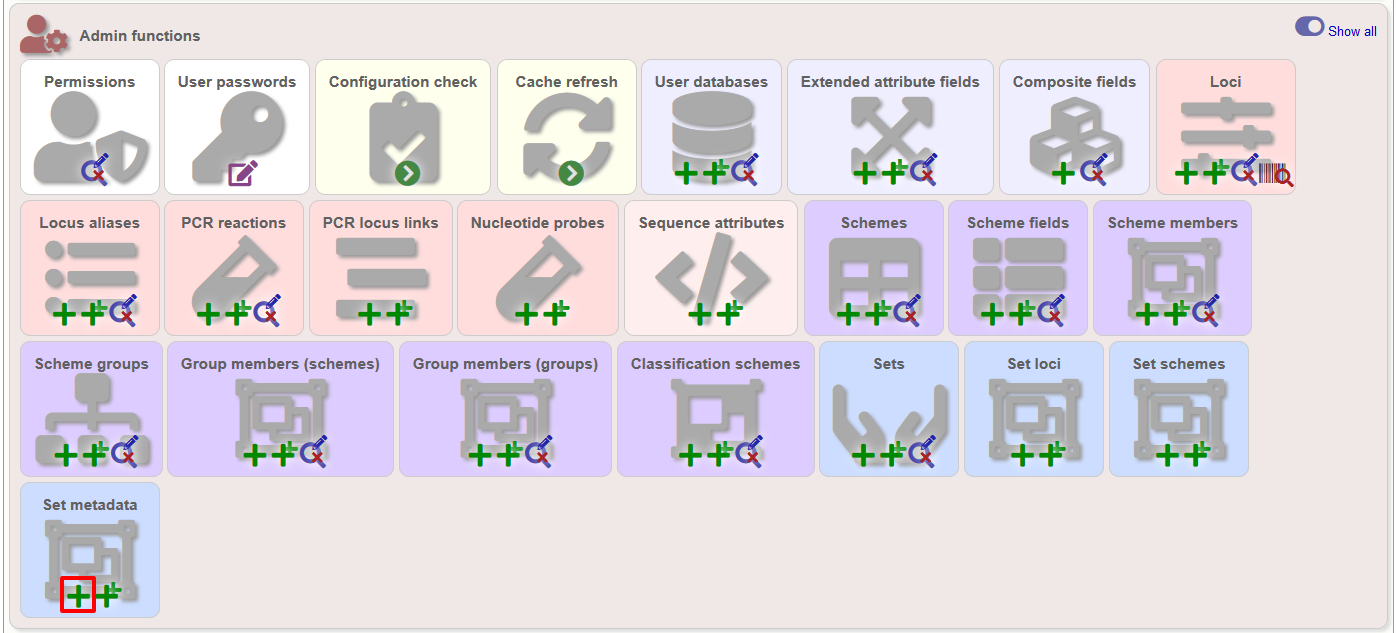 Admin functions
Show all
Permissions
User passwords
Configuration check
Cache refresh
User databases
Extended attribute fields
Composite fields
Loci
Locus aliases
PCR reactions
PCR locus links
Nucleotide probes
Sequence attributes
Schemes
Scheme fields
Scheme members
Scheme groups
Group members (schemes)
Group members (groups)
Classification schemes
Sets
Set loci
Set schemes
Set metadata